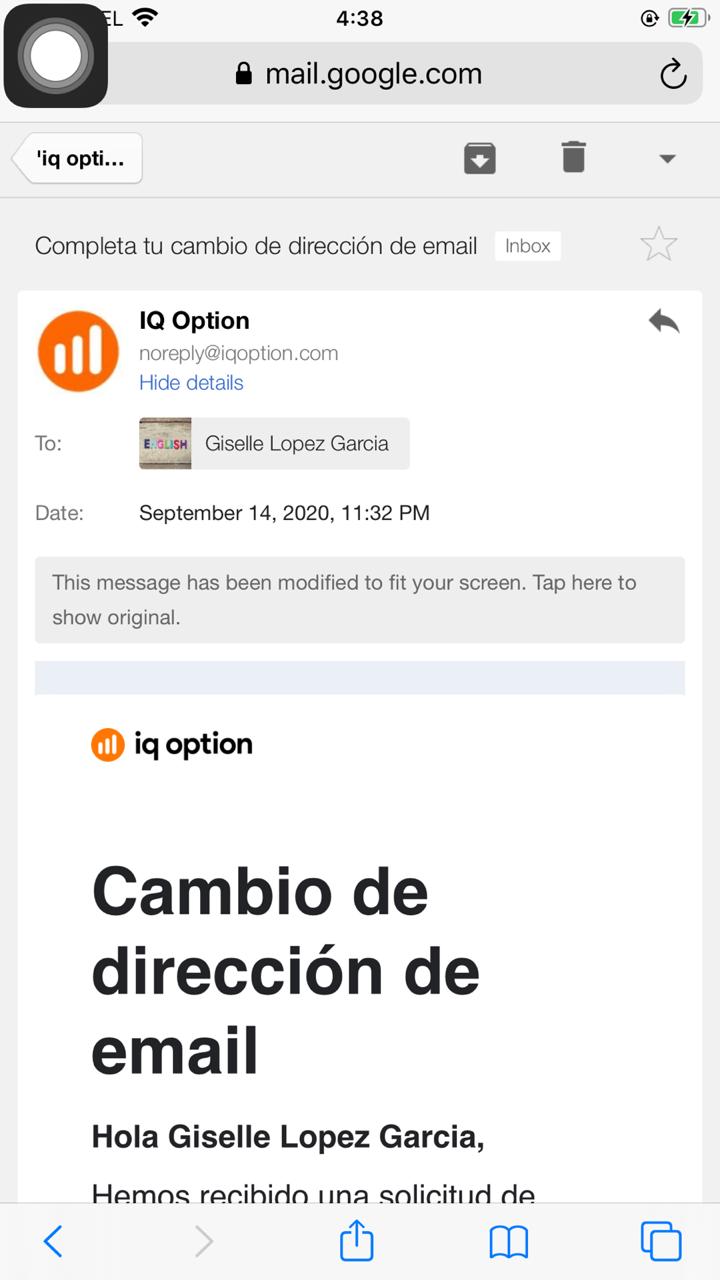 EL 4:38
mail.google.com
'iq opti...
Completa tu cambio de dirección de email Inbox
IQ Option
noreply@iqoption.com
Hide details
To: ENGLISH Giselle Lopez Garcia
Date: September 14, 2020, 11:32 PM
This message has been modified to fit your screen. Tap here to
show original.
iq option
Cambio de
dirección de
email
Hola Giselle Lopez Garcia,
Hemos recibido una solicitud de